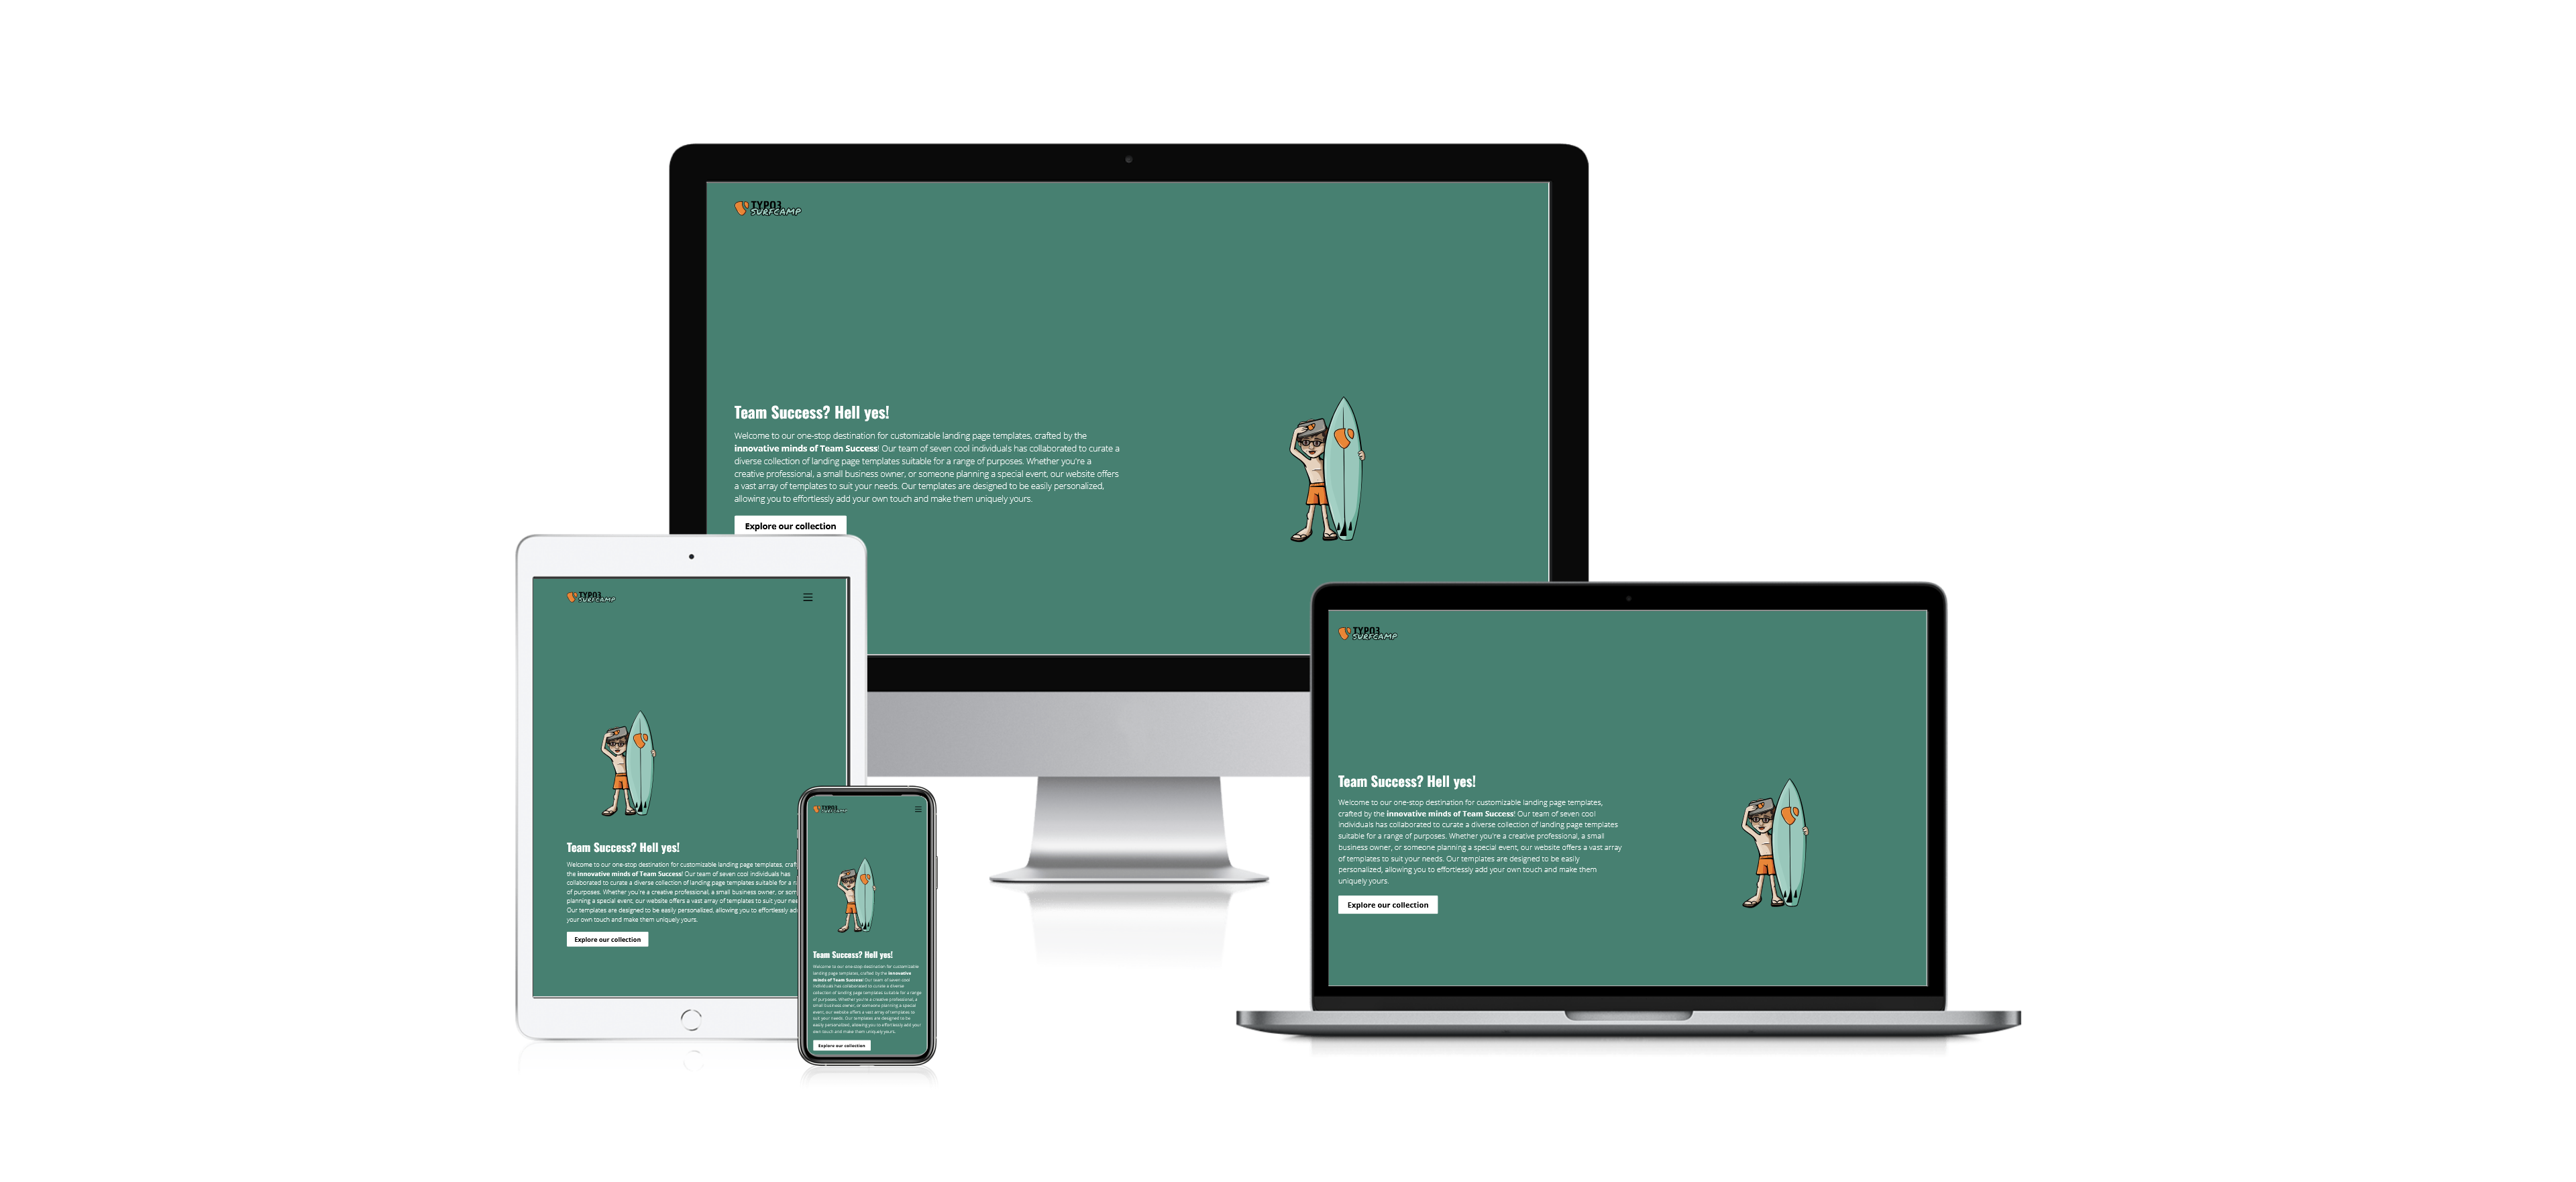 TYPO3
SURFCAMP
Team Success? Hell yes!
Welcome to our one-stop destination for customizable landing page templates, crafted by the
innovative minds of Team Success! Our team of seven cool individuals has collaborated to curate a
diverse collection of landing page templates suitable for a range of purposes. Whether you're a
creative professional, a small business owner, or someone planning a special event, our website offers
a vast array of templates to suit your needs. Our templates are designed to be easily personalized,
allowing you to effortlessly add your own touch and make them uniquely yours.
Explore our collection
TYPO3
SURFCAMP
Team Success? Hell yes!
Welcome to our one-stop destination for customizable landing page templates,
the innovative minds of Team Success! Our team of seven cool individuals has
collaborated to curate a diverse collection of landing page templates suitable for a
of purposes. Whether you're a creative professional, a small business owner, or
planning a special event, our website offers a vast array of templates to suit your
Our templates are designed to be easily personalized, allowing you to effortlessly
your own touch and make them uniquely yours.
Explore our collection
TYPO3
SURFCAMP
Team Success? Hell yes!
Welcome to our one-stop destination for customizable
landing page templates, crafted by the innovative
minds of Team Success! Our team of seven cool
individuals has collaborated to curate a diverse
collection of landing page templates suitable for a range
of purposes. Whether you're a creative professional, a
small business owner, or someone planning a special
event, our website offers a vast array of templates to
suit your needs. Our templates are designed to be
easily personalized, allowing you to effortlessly add your
own touch and make them uniquely yours.
Explore our collection
TYPO3
SURFCAMP
Team Success? Hell yes!
Welcome to our one-stop destination for customizable landing page templates,
crafted by the innovative minds of Team Success! Our team of seven cool
individuals has collaborated to curate a diverse collection of landing page templates
suitable for a range of purposes. Whether you're a creative professional, a small
business owner, or someone planning a special event, our website offers a vast array
of templates to suit your needs. Our templates are designed to be easily
personalized, allowing you to effortlessly add your own touch and make them
uniquely yours.
Explore our collection